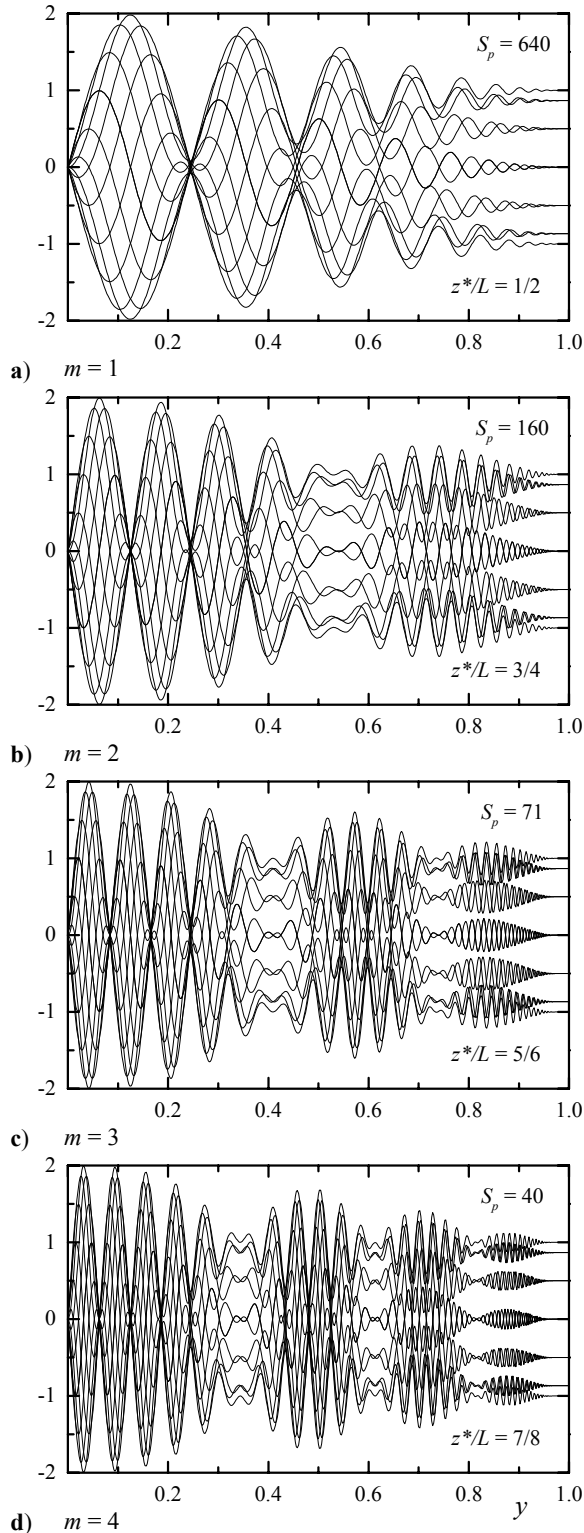 2
S_p = 640
1
0
-1
z*/L = 1/2
-2
0.2 0.4 0.6 0.8 1.0
a) m = 1
2
S_p = 160
1
0
-1
z*/L = 3/4
-2
0.2 0.4 0.6 0.8 1.0
b) m = 2
2
S_p = 71
1
0
-1
z*/L = 5/6
-2
0.2 0.4 0.6 0.8 1.0
c) m = 3
2
S_p = 40
1
0
-1
z*/L = 7/8
-2
0.2 0.4 0.6 0.8 y 1.0
d) m = 4